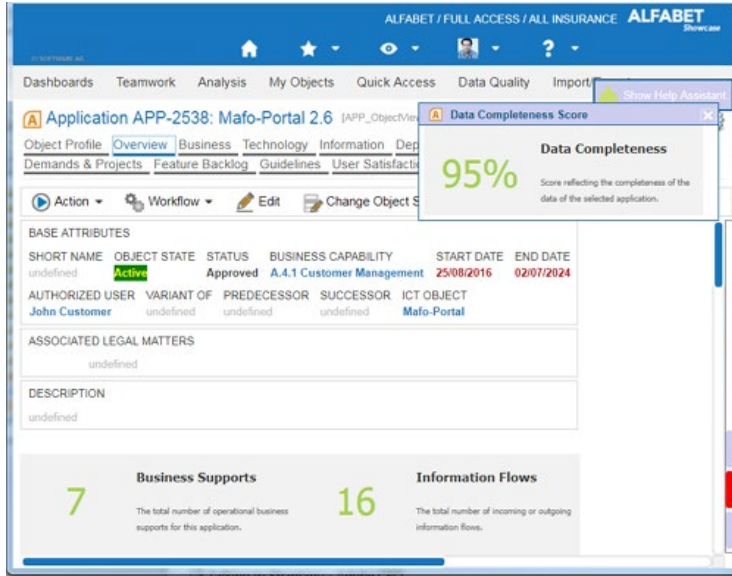 ALFABET / FULL ACCESS / ALL INSURANCE ALFABET
Showcase
SOFTWARE AG
Dashboards Teamwork Analysis My Objects Quick Access Data Quality
Show Help Assistant
Application APP-2538: Mafo-Portal 2.6
Data Completeness Score
Object Profile Overview Business Technology Information
Demands & Projects Feature Backlog Guidelines User
Data Completeness
95%
Score reflecting the completeness of the
data of the selected application.
Action Workflow Edit Change Object
BASE ATTRIBUTES
SHORT NAME OBJECT STATE STATUS BUSINESS CAPABILITY START DATE END DATE
undefined Active Approved A.4.1 Customer Management 25/08/2016 02/07/2024
AUTHORIZED USER VARIANT OF PREDECESSOR SUCCESSOR ICT OBJECT
John Customer undefined undefined undefined Mafo-Portal
ASSOCIATED LEGAL MATTERS
undefined
DESCRIPTION
undefined
7
Business Supports
The total number of operational business
supports for this application.
16
Information Flows
The total number of incoming or outgoing
information flows.